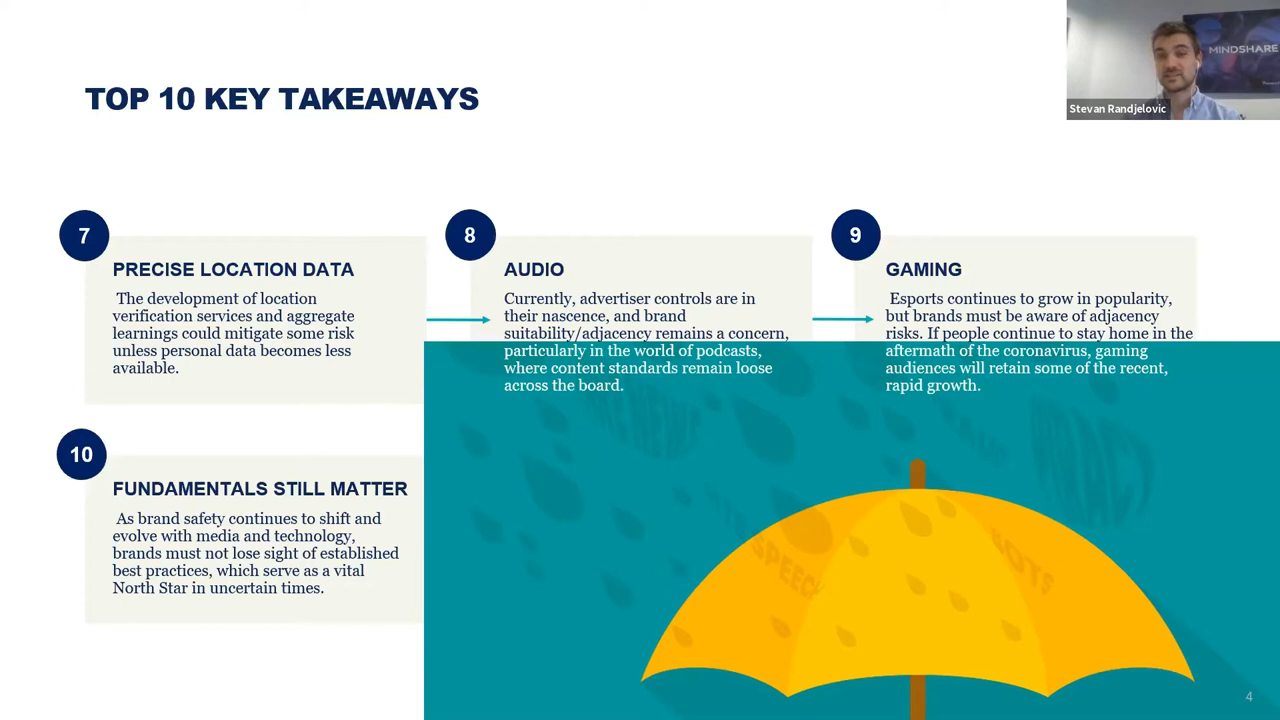 MINDSHARE
Stevan Randjelovic
TOP 10 KEY TAKEAWAYS
7
PRECISE LOCATION DATA
The development of location
verification services and aggregate
learnings could mitigate some risk
unless personal data becomes less
available.
8
AUDIO
Currently, advertiser controls are in
their nascence, and brand
suitability/adjacency remains a concern,
particularly in the world of podcasts,
where content standards remain loose
across the board.
9
GAMING
Esports continues to grow in popularity,
but brands must be aware of adjacency
risks. If people continue to stay home in the
aftermath of the coronavirus, gaming
audiences will retain some of the recent,
rapid growth.
10
FUNDAMENTALS STILL MATTER
As brand safety continues to shift and
evolve with media and technology,
brands must not lose sight of established
best practices, which serve as a vital
North Star in uncertain times.
NEWS
PRIVACY
SPEECH
BOTS
4